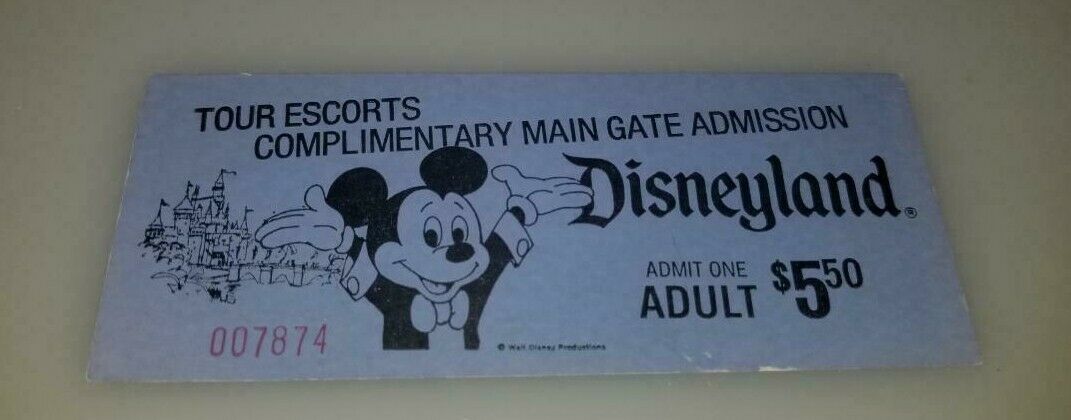 TOUR ESCORTS
COMPLIMENTARY MAIN GATE ADMISSION
Disneyland®
ADMIT ONE
ADULT $5.50
007874
© Walt Disney Productions